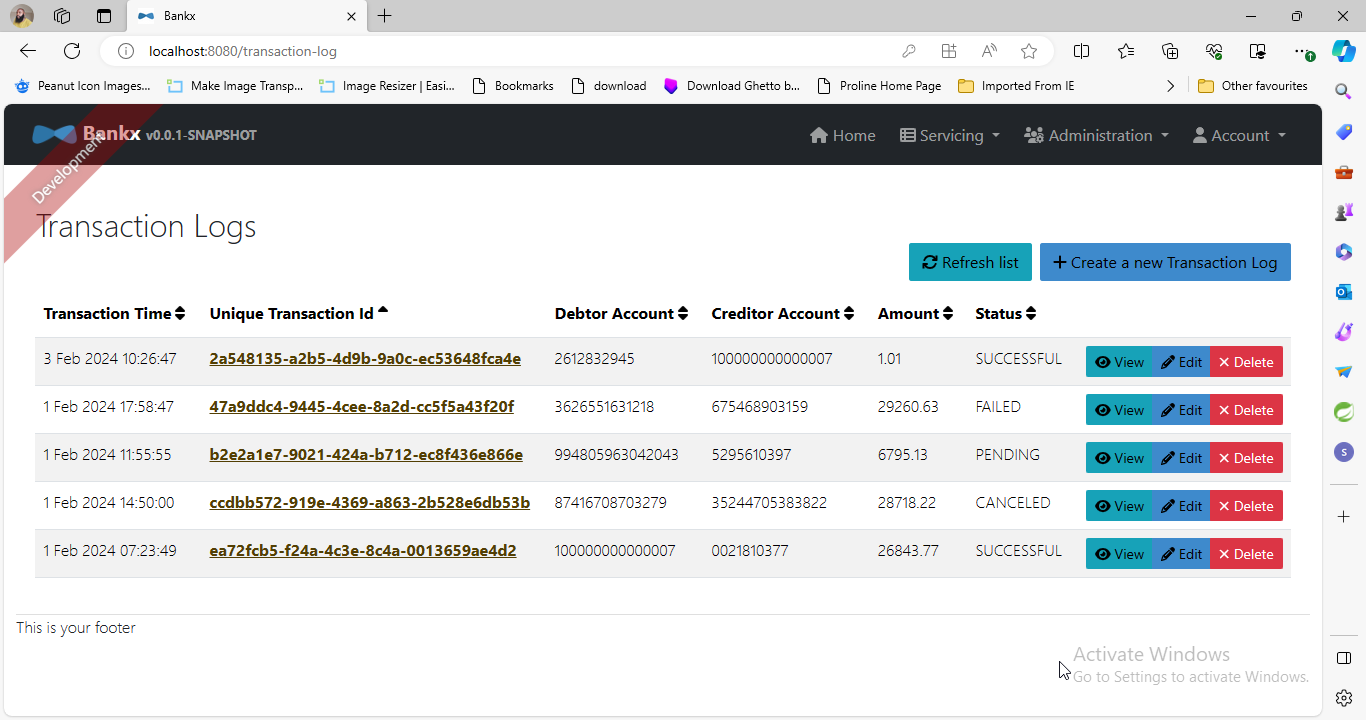 Bankx
localhost:8080/transaction-log
Peanut Icon Images... Make Image Transp... Image Resizer | Easi... Bookmarks download Download Ghetto b... Proline Home Page Imported From IE Other favourites
Bankx v0.0.1-SNAPSHOT Home Servicing Administration Account
Development
Transaction Logs
Refresh list + Create a new Transaction Log
Transaction Time Unique Transaction Id Debtor Account Creditor Account Amount Status
3 Feb 2024 10:26:47 2a548135-a2b5-4d9b-9a0c-ec53648fca4e 2612832945 100000000000007 1.01 SUCCESSFUL View Edit Delete
1 Feb 2024 17:58:47 47a9ddc4-9445-4cee-8a2d-cc5f5a43f20f 3626551631218 675468903159 29260.63 FAILED View Edit Delete
1 Feb 2024 11:55:55 b2e2a1e7-9021-424a-b712-ec8f436e866e 994805963042043 5295610397 6795.13 PENDING View Edit Delete
1 Feb 2024 14:50:00 ccdbb572-919e-4369-a863-2b528e6db53b 87416708703279 35244705383822 28718.22 CANCELED View Edit Delete
1 Feb 2024 07:23:49 ea72fcb5-f24a-4c3e-8c4a-0013659ae4d2 100000000000007 0021810377 26843.77 SUCCESSFUL View Edit Delete
This is your footer
Activate Windows
Go to Settings to activate Windows.
S